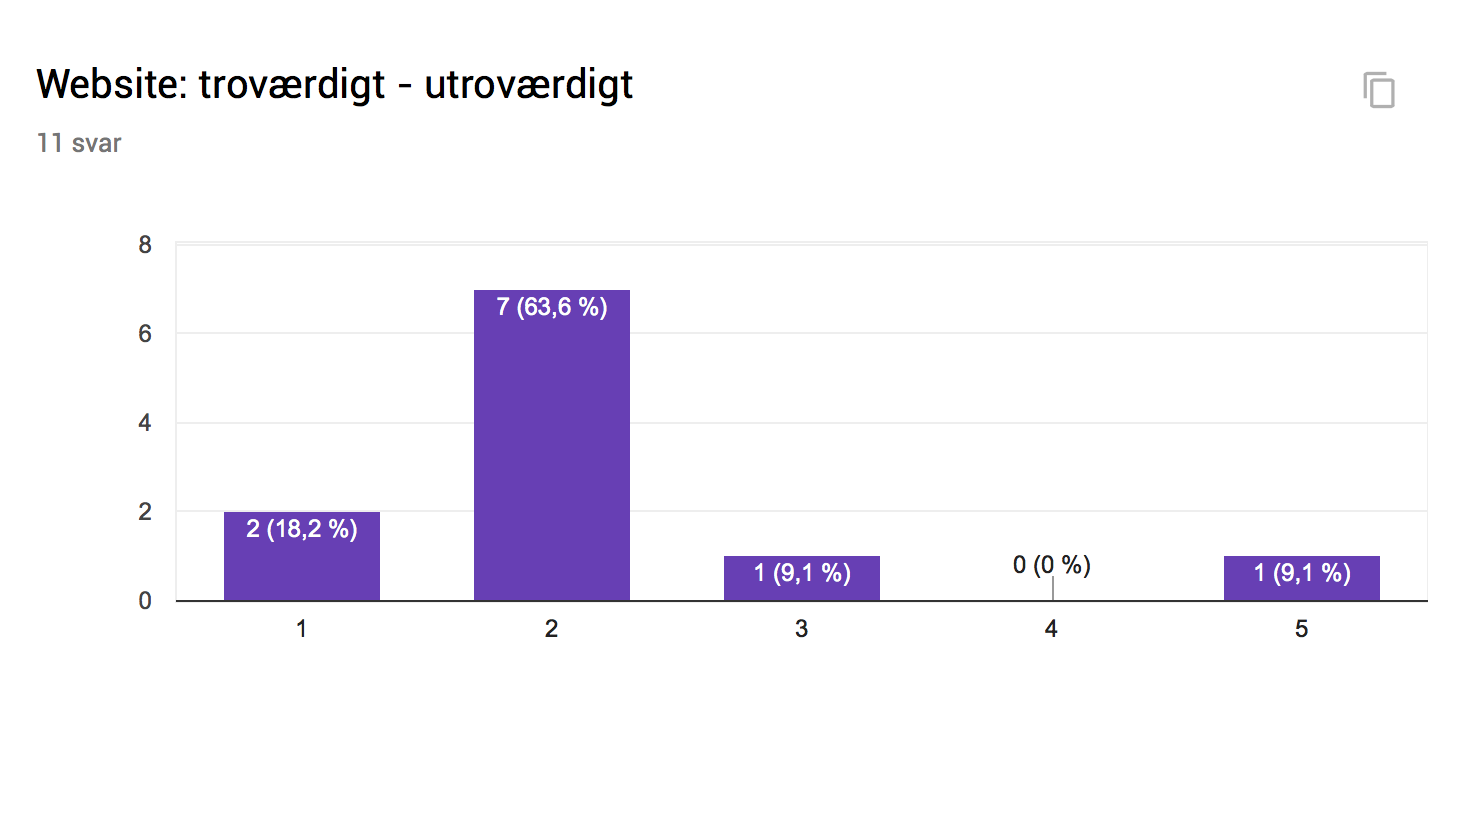 Website: troværdigt - utroværdigt
11 svar
8
6
4
2
0
2 (18,2 %)
7 (63,6 %)
1 (9,1 %)
0 (0 %)
1 (9,1 %)
1
2
3
4
5